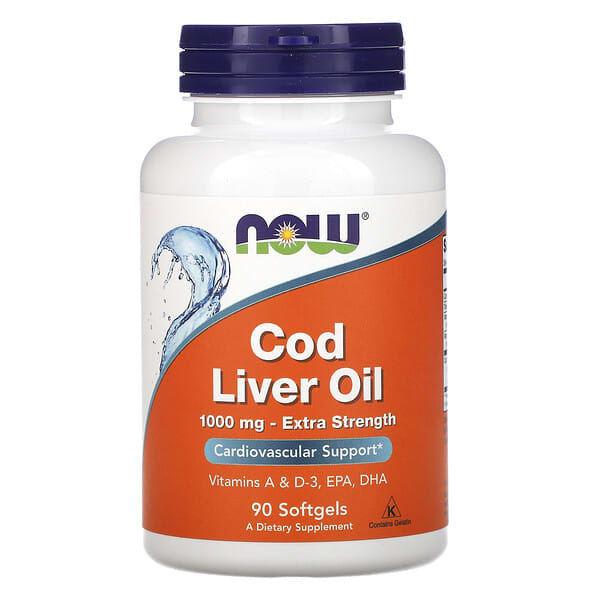 NOW®
Cod
Liver Oil
1000 mg - Extra Strength
Cardiovascular Support*
Vitamins A & D-3, EPA, DHA
90 Softgels
A Dietary Supplement
K
Contains Gelatin